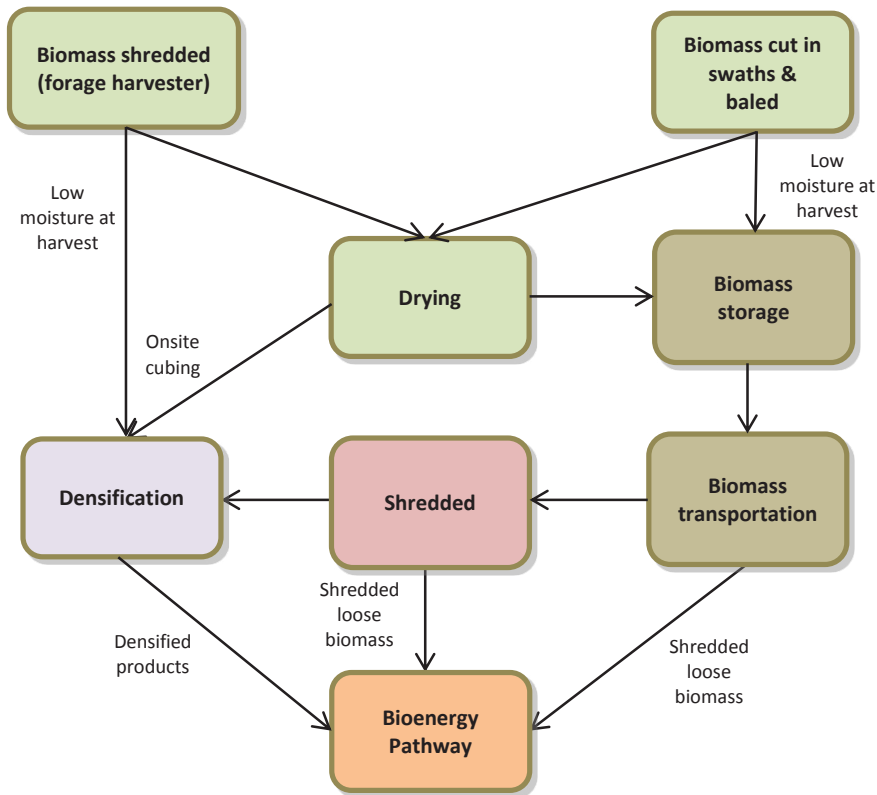 Biomass shredded
(forage harvester)
Biomass cut in
swaths &
baled
Low
moisture at
harvest
Low
moisture at
harvest
Drying
Biomass
storage
Onsite
cubing
Densification
Shredded
Biomass
transportation
Shredded
loose
biomass
Densified
products
Shredded
loose
biomass
Bioenergy
Pathway